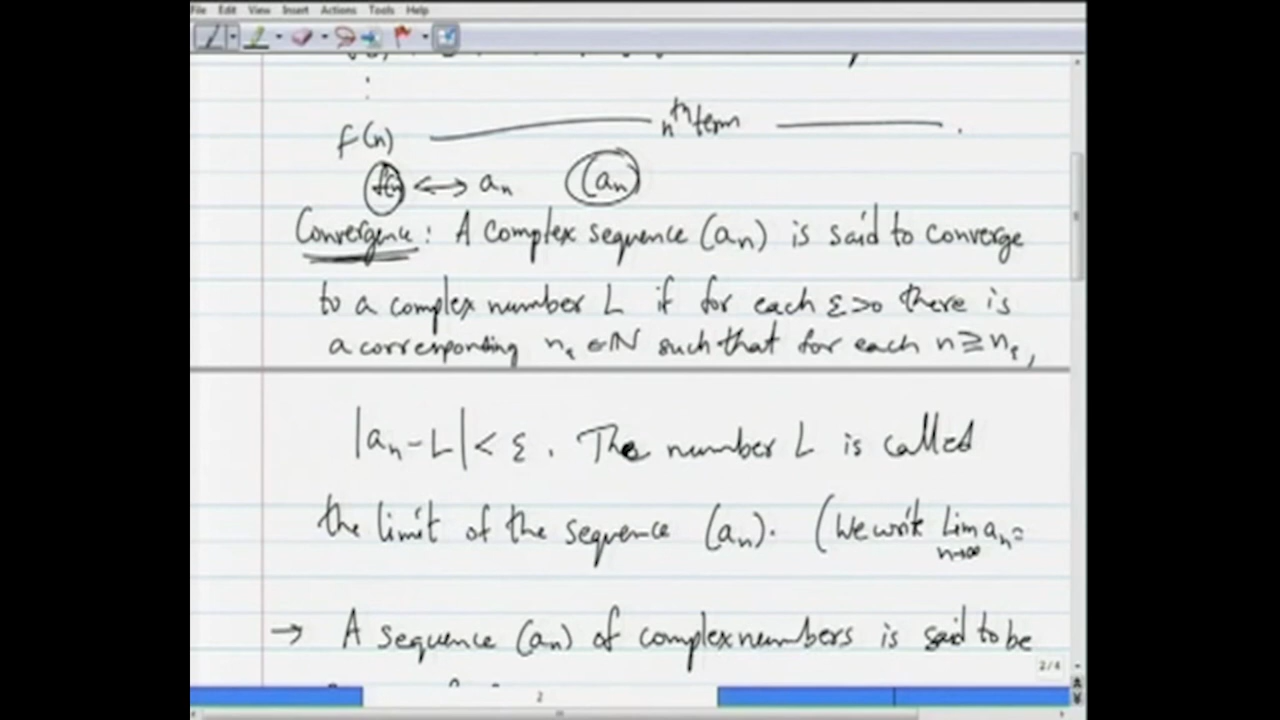 File Edit View Insert Actions Tools Help
f(n) nth term .
f(n) ↔ an (an)
Convergence : A complex sequence (an) is said to converge
to a complex number L if for each ε>0 there is
a corresponding nε ∈ N such that for each n ≥ nε ,
|an - L| < ε . The number L is called
the limit of the sequence (an). (We write lim an =
n→∞
→ A sequence (an) of complex numbers is said to be
2 / 4
2